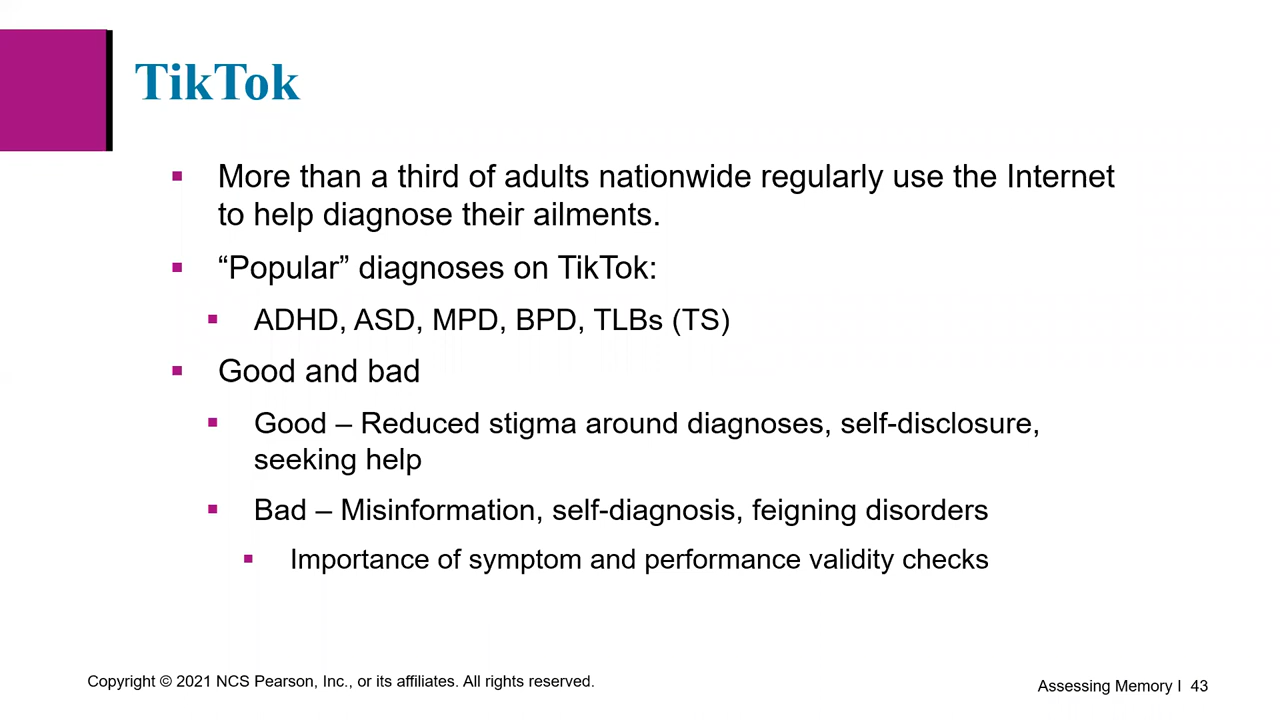 TikTok
More than a third of adults nationwide regularly use the Internet
to help diagnose their ailments.
“Popular” diagnoses on TikTok:
ADHD, ASD, MPD, BPD, TLBs (TS)
Good and bad
Good – Reduced stigma around diagnoses, self-disclosure,
seeking help
Bad – Misinformation, self-diagnosis, feigning disorders
Importance of symptom and performance validity checks
Copyright © 2021 NCS Pearson, Inc., or its affiliates. All rights reserved.
Assessing Memory I 43